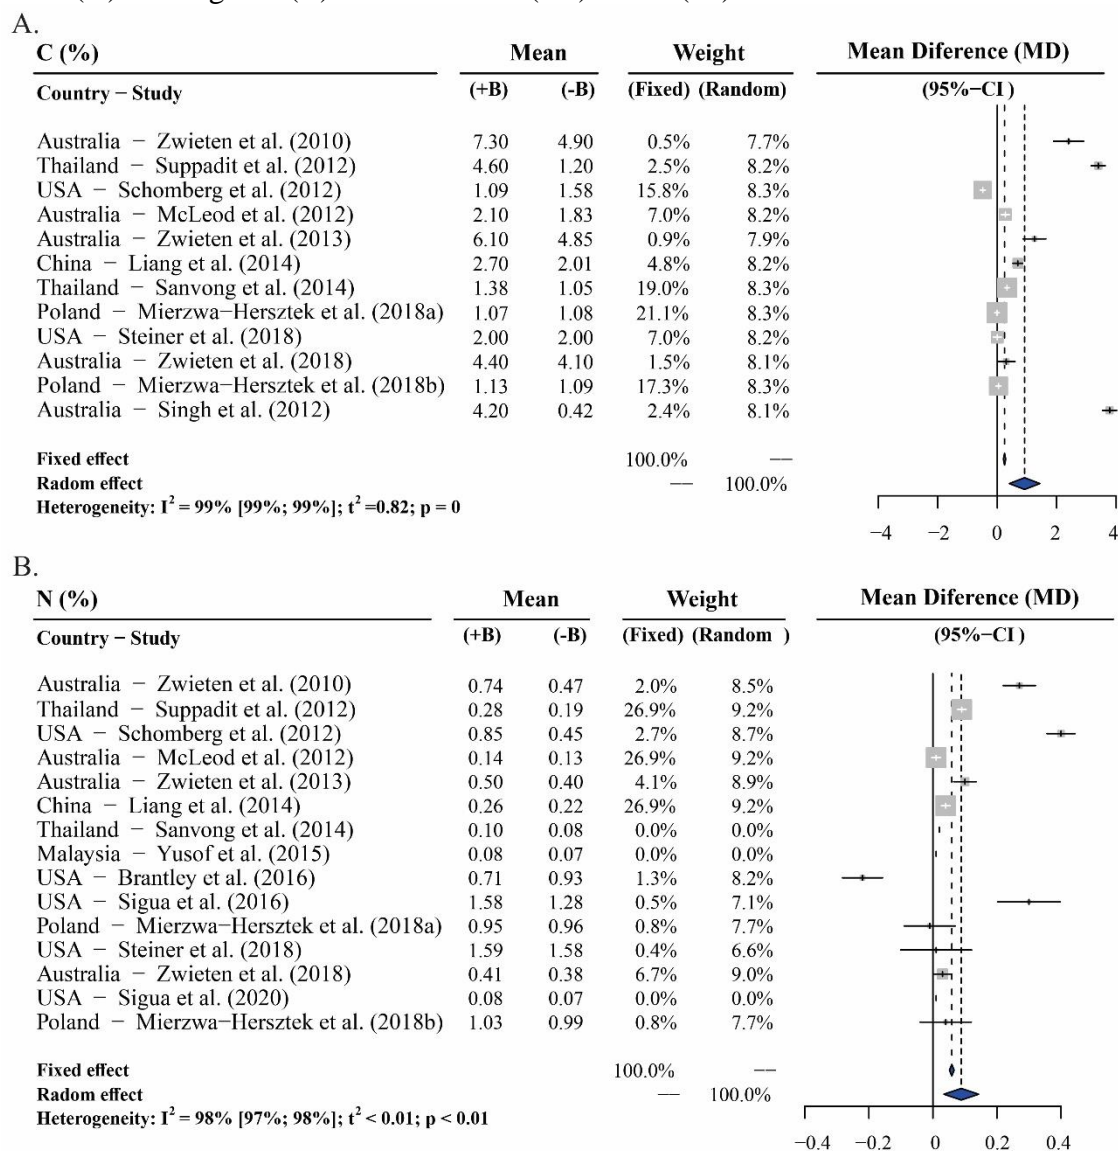 A.
C (%) Mean Weight Mean Diference (MD)
Country − Study (+B) (-B) (Fixed) (Random) (95%−CI )
Australia − Zwieten et al. (2010) 7.30 4.90 0.5% 7.7%
Thailand − Suppadit et al. (2012) 4.60 1.20 2.5% 8.2%
USA − Schomberg et al. (2012) 1.09 1.58 15.8% 8.3%
Australia − McLeod et al. (2012) 2.10 1.83 7.0% 8.2%
Australia − Zwieten et al. (2013) 6.10 4.85 0.9% 7.9%
China − Liang et al. (2014) 2.70 2.01 4.8% 8.2%
Thailand − Sanvong et al. (2014) 1.38 1.05 19.0% 8.3%
Poland − Mierzwa−Hersztek et al. (2018a) 1.07 1.08 21.1% 8.3%
USA − Steiner et al. (2018) 2.00 2.00 7.0% 8.2%
Australia − Zwieten et al. (2018) 4.40 4.10 1.5% 8.1%
Poland − Mierzwa−Hersztek et al. (2018b) 1.13 1.09 17.3% 8.3%
Australia − Singh et al. (2012) 4.20 0.42 2.4% 8.1%
Fixed effect 100.0% −−
Radom effect −− 100.0%
Heterogeneity: I² = 99% [99%; 99%]; t² =0.82; p = 0
−4 −2 0 2 4
B.
N (%) Mean Weight Mean Diference (MD)
Country − Study (+B) (-B) (Fixed) (Random ) (95%−CI )
Australia − Zwieten et al. (2010) 0.74 0.47 2.0% 8.5%
Thailand − Suppadit et al. (2012) 0.28 0.19 26.9% 9.2%
USA − Schomberg et al. (2012) 0.85 0.45 2.7% 8.7%
Australia − McLeod et al. (2012) 0.14 0.13 26.9% 9.2%
Australia − Zwieten et al. (2013) 0.50 0.40 4.1% 8.9%
China − Liang et al. (2014) 0.26 0.22 26.9% 9.2%
Thailand − Sanvong et al. (2014) 0.10 0.08 0.0% 0.0%
Malaysia − Yusof et al. (2015) 0.08 0.07 0.0% 0.0%
USA − Brantley et al. (2016) 0.71 0.93 1.3% 8.2%
USA − Sigua et al. (2016) 1.58 1.28 0.5% 7.1%
Poland − Mierzwa−Hersztek et al. (2018a) 0.95 0.96 0.8% 7.7%
USA − Steiner et al. (2018) 1.59 1.58 0.4% 6.6%
Australia − Zwieten et al. (2018) 0.41 0.38 6.7% 9.0%
USA − Sigua et al. (2020) 0.08 0.07 0.0% 0.0%
Poland − Mierzwa−Hersztek et al. (2018b) 1.03 0.99 0.8% 7.7%
Fixed effect 100.0% −−
Radom effect −− 100.0%
Heterogeneity: I² = 98% [97%; 98%]; t² < 0.01; p < 0.01
−0.4 −0.2 0 0.2 0.4